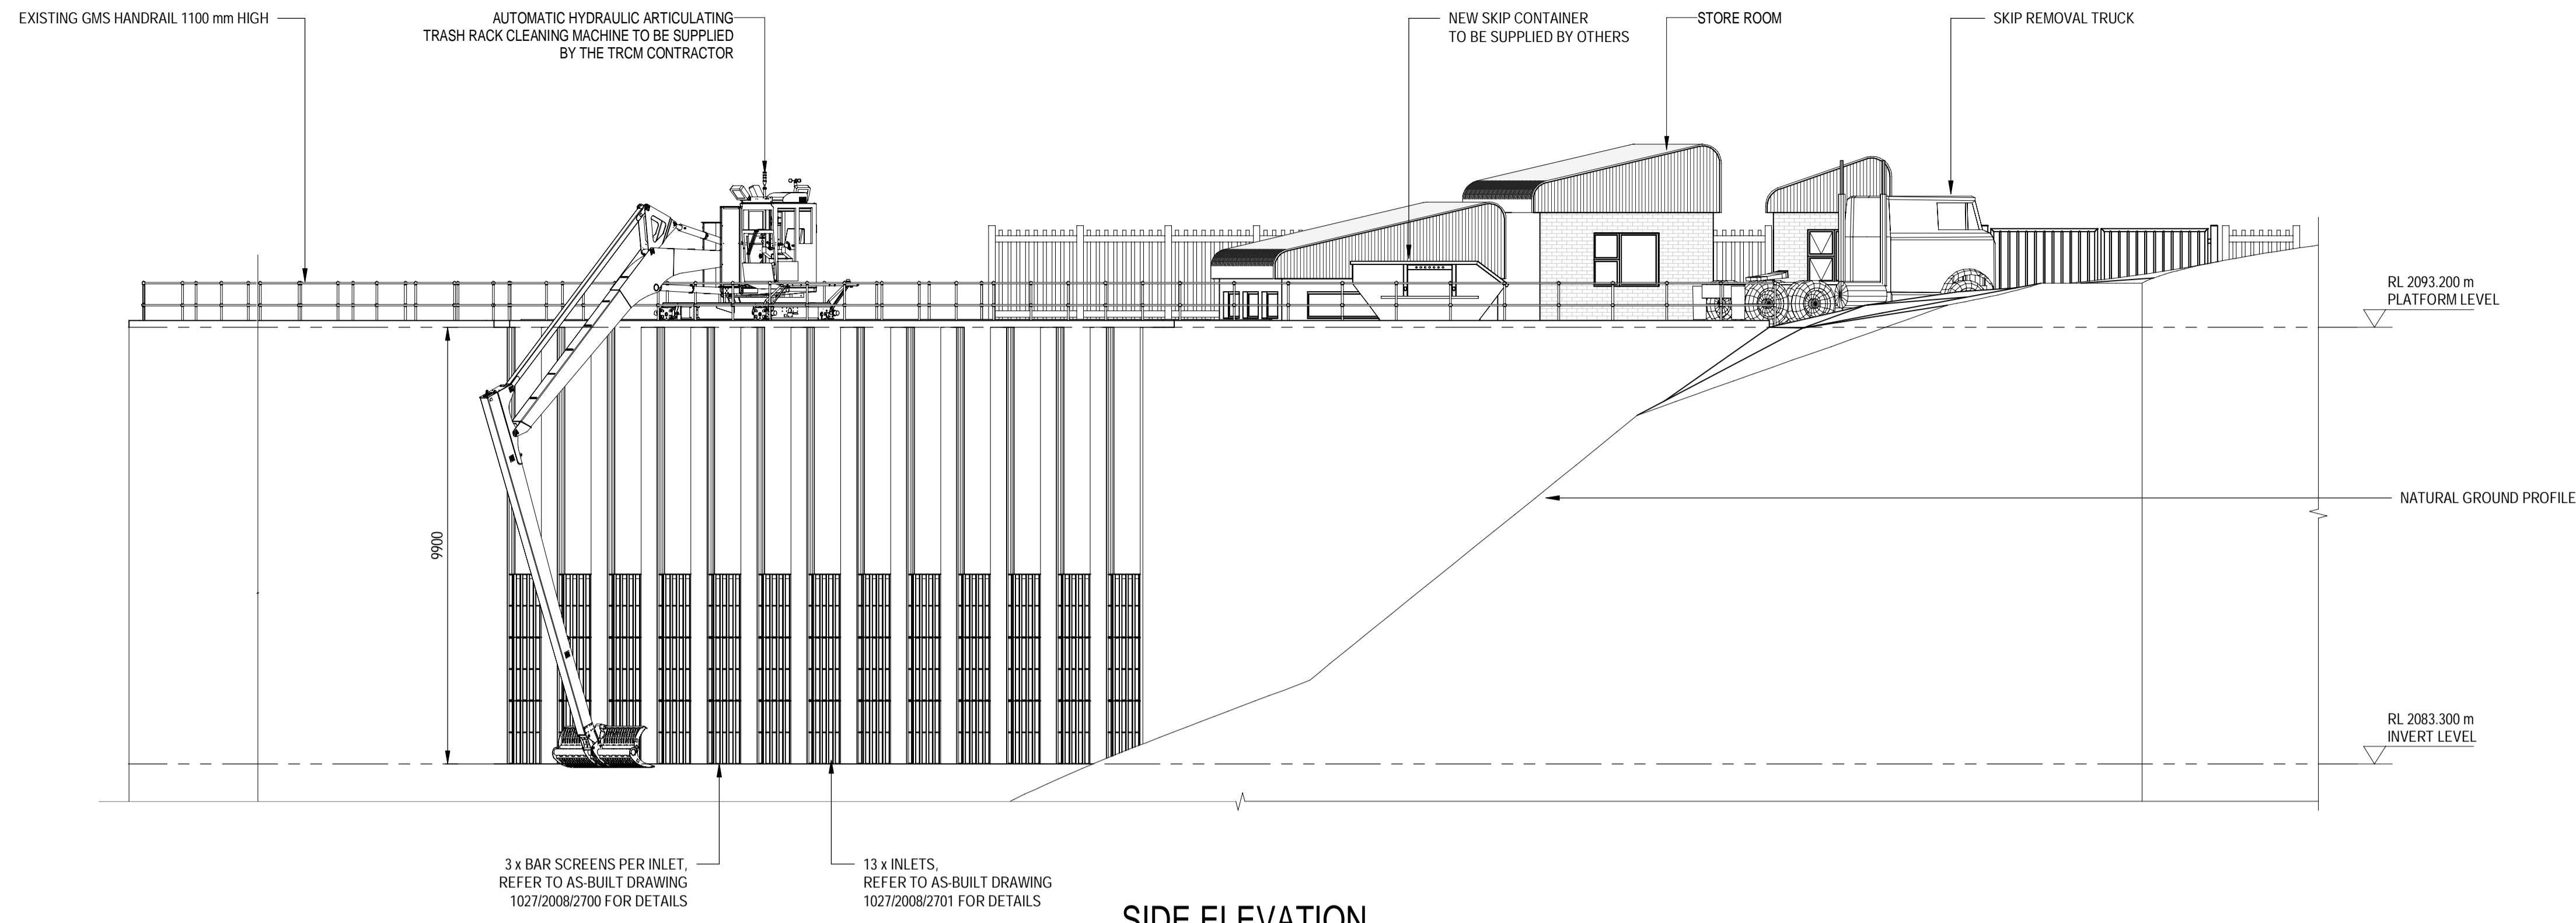 EXISTING GMS HANDRAIL 1100 mm HIGH
AUTOMATIC HYDRAULIC ARTICULATING
TRASH RACK CLEANING MACHINE TO BE SUPPLIED
BY THE TRCM CONTRACTOR
NEW SKIP CONTAINER
TO BE SUPPLIED BY OTHERS
STORE ROOM
SKIP REMOVAL TRUCK
RL 2093.200 m
PLATFORM LEVEL
9900
NATURAL GROUND PROFILE
RL 2083.300 m
INVERT LEVEL
3 x BAR SCREENS PER INLET,
REFER TO AS-BUILT DRAWING
1027/2008/2700 FOR DETAILS
13 x INLETS,
REFER TO AS-BUILT DRAWING
1027/2008/2701 FOR DETAILS
SIDE ELEVATION